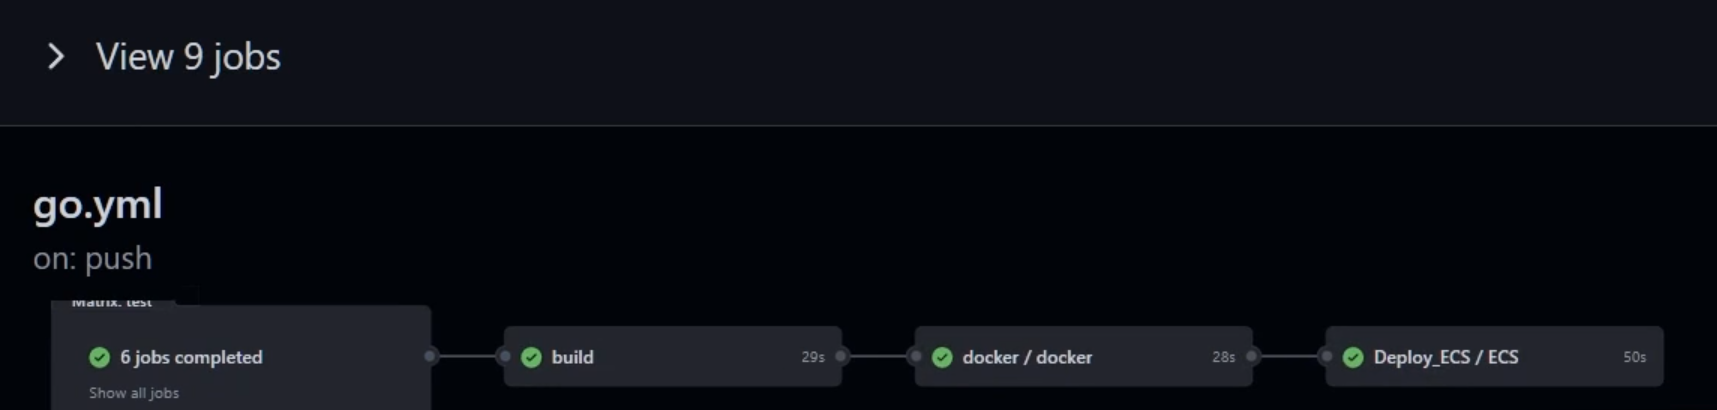 View 9 jobs
go.yml
on: push
Matrix: test
6 jobs completed
Show all jobs
build 29s
docker / docker 28s
Deploy_ECS / ECS 50s